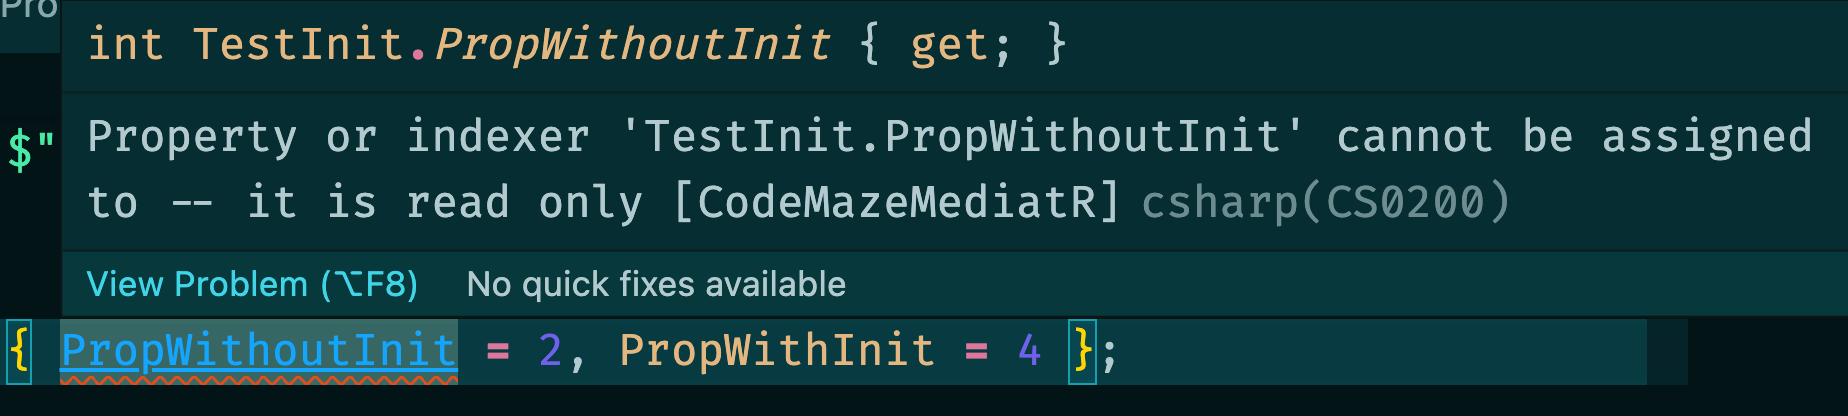 Pro
int TestInit.PropWithoutInit { get; }
$"
Property or indexer 'TestInit.PropWithoutInit' cannot be assigned
to -- it is read only [CodeMazeMediatR] csharp(CS0200)
View Problem (⌥F8) No quick fixes available
{ PropWithoutInit = 2, PropWithInit = 4 };